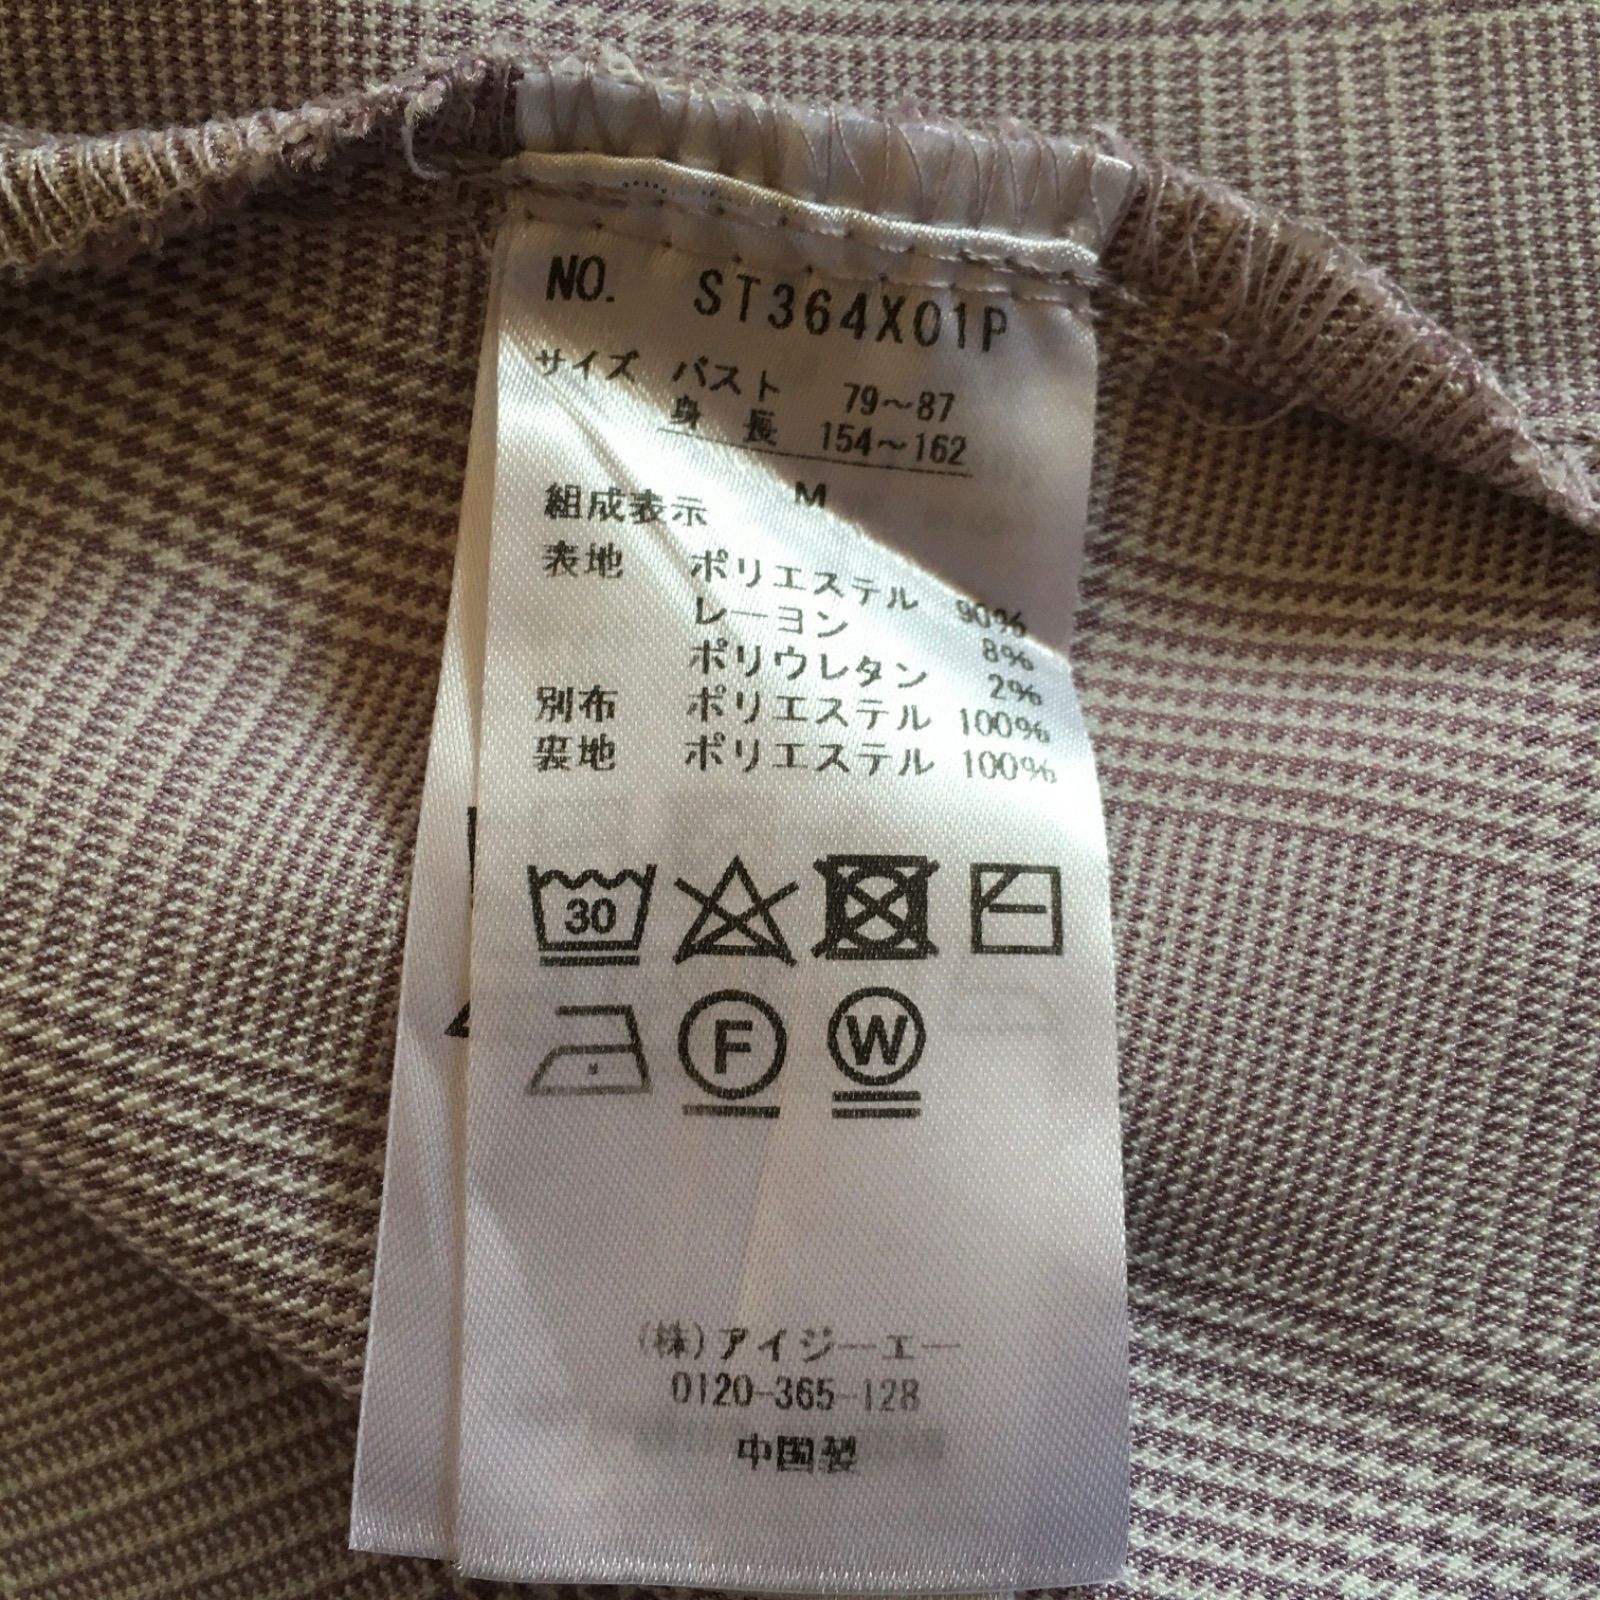 NO. ST364X01P
サイズ バスト 79～87
身長 154～162
M
組成表示
表地 ポリエステル 90%
レーヨン 8%
ポリウレタン 2%
別布 ポリエステル 100%
裏地 ポリエステル 100%
30
F W
(株)アイジーエー
0120-365-128
中国製